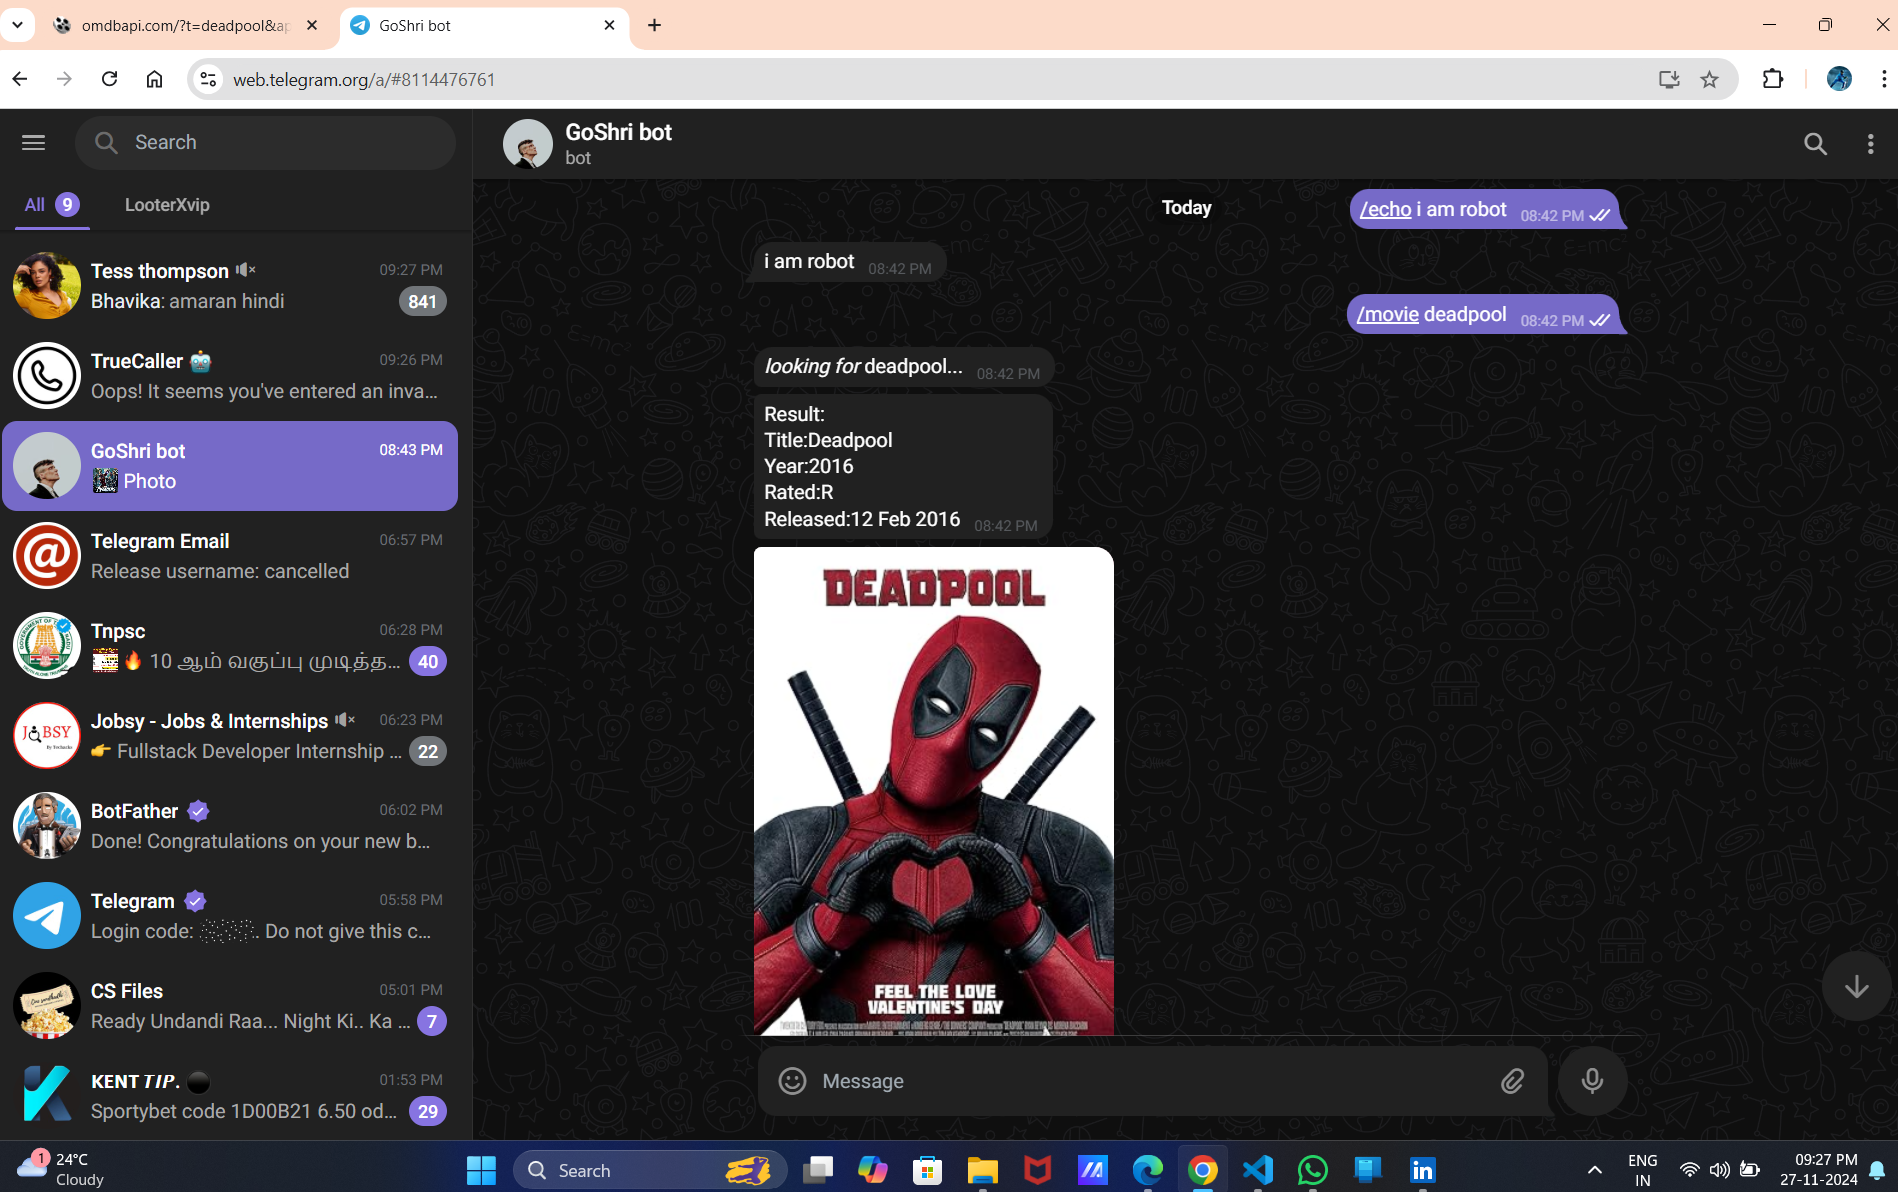 omdbapi.com/?t=deadpool&ap
GoShri bot
web.telegram.org/a/#8114476761
Search
All 9
LooterXvip
Tess thompson 09:27 PM
Bhavika: amaran hindi 841
TrueCaller 🤖 09:26 PM
Oops! It seems you've entered an inva...
GoShri bot 08:43 PM
Photo
Telegram Email 06:57 PM
Release username: cancelled
Tnpsc 06:28 PM
🔥 10 ஆம் வகுப்பு முடித்த... 40
JOBSY
Jobsy - Jobs & Internships 06:23 PM
👉 Fullstack Developer Internship ... 22
BotFather 06:02 PM
Done! Congratulations on your new b...
Telegram 05:58 PM
Login code: . Do not give this c...
CS Files 05:01 PM
Ready Undandi Raa... Night Ki.. Ka ... 7
KENT TIP. 01:53 PM
Sportybet code 1D00B21 6.50 od... 29
GoShri bot
bot
Today
/echo i am robot 08:42 PM
i am robot 08:42 PM
/movie deadpool 08:42 PM
looking for deadpool... 08:42 PM
Result:
Title:Deadpool
Year:2016
Rated:R
Released:12 Feb 2016 08:42 PM
DEADPOOL
FEEL THE LOVE
VALENTINE'S DAY
Message
1
24°C
Cloudy
Search
ENG
IN
09:27 PM
27-11-2024